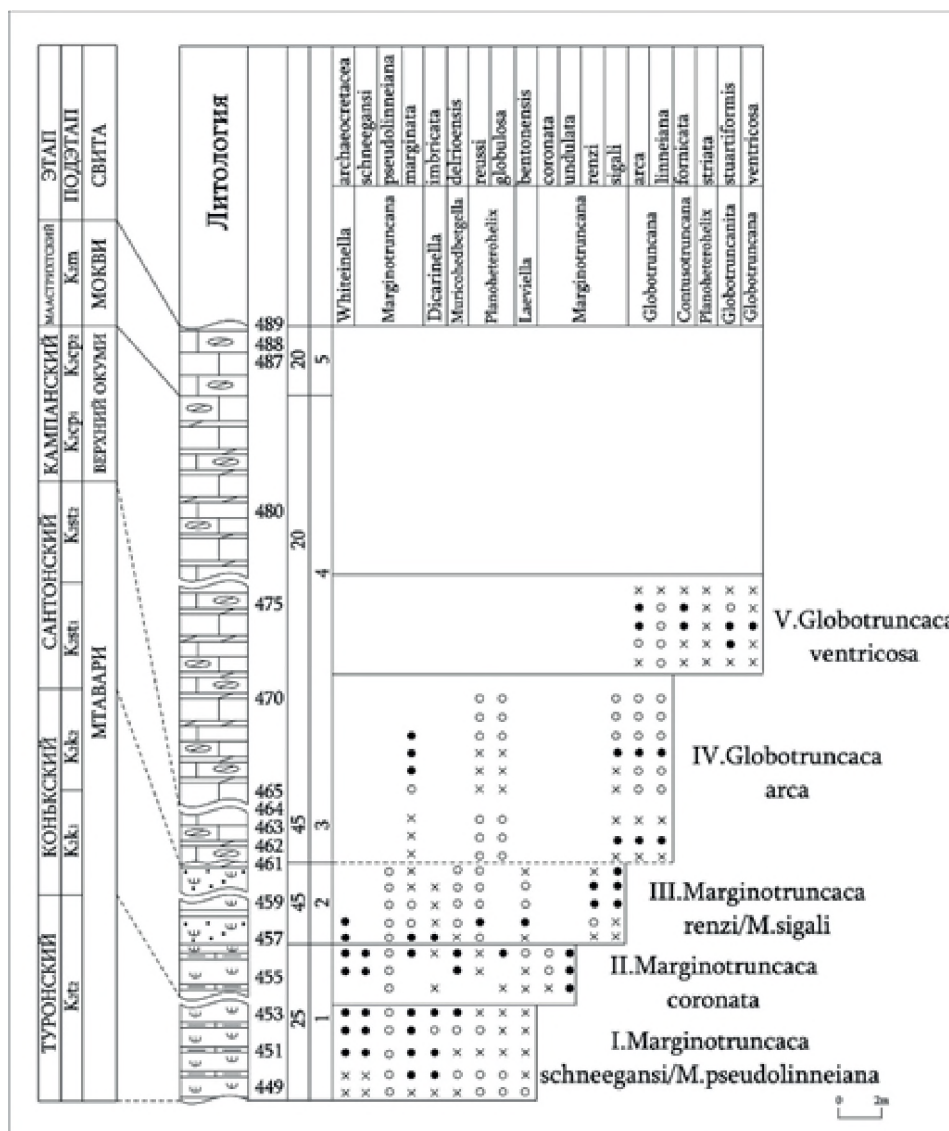 ЭТАП
ПОДЭТАП
СВИТА
Литология
archaeocretacea
schneegansi
pseudolinneiana
marginata
imbricata
delrioensis
reussi
globulosa
bentonensis
coronata
undulata
renzi
sigali
arca
linneiana
fornicata
striata
stuartiformis
ventricosa
Whiteinella
Marginotruncana
Dicarinella
Muricohedbetgella
Planoheterohelix
Laeviella
Marginotruncana
Globotruncana
Contusotruncana
Planoheterohelix
Globotruncanita
Globotruncana
МААСТРИХТСКИЙ
K₂m
МОКВИ
КАМПАНСКИЙ
K₂cp₂
K₂cp₁
ВЕРХНИЙ ОКУМИ
САНТОНСКИЙ
K₂st₂
K₂st₁
МТАВАРИ
КОНЬКСКИЙ
K₂k₂
K₂k₁
ТУРОНСКИЙ
K₂t₂
489
488
487
480
475
470
465
464
463
462
461
459
457
455
453
451
449
20
20
45
45
25
5
4
3
2
1
V.Globotruncaca
ventricosa
IV.Globotruncaca
arca
III.Marginotruncaca
renzi/M.sigali
II.Marginotruncaca
coronata
I.Marginotruncaca
schneegansi/M.pseudolinneiana
0 2m